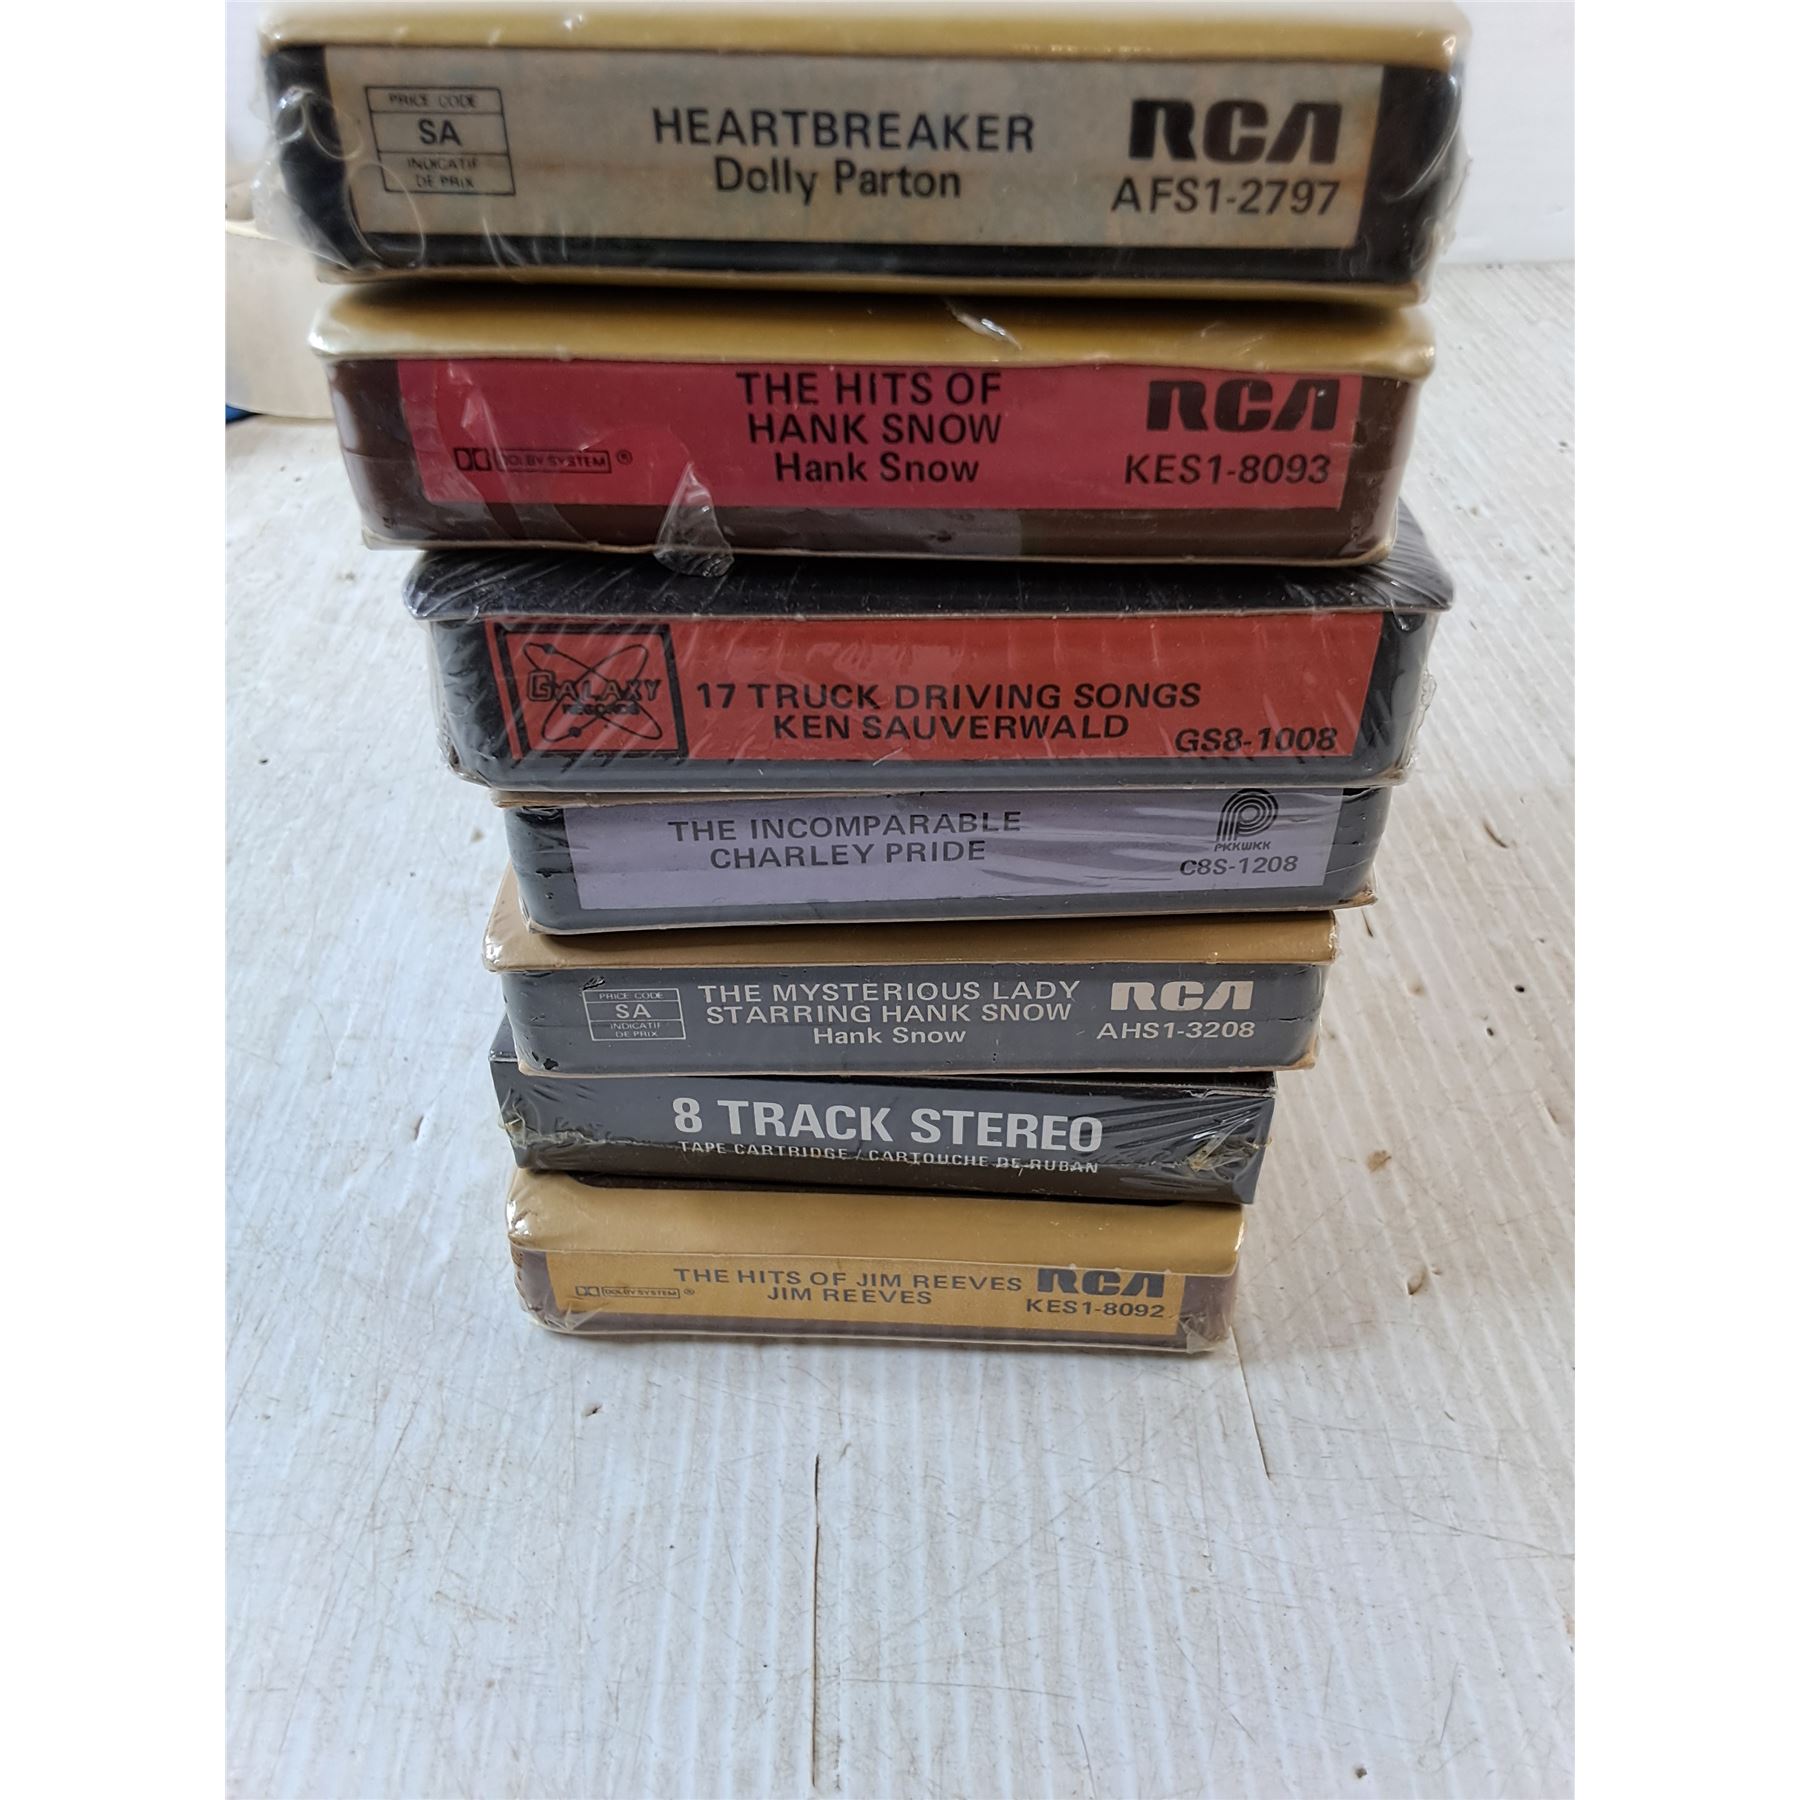 PRICE CODE
SA
INDICATIF
DE PRIX
HEARTBREAKER
Dolly Parton
RCA
AFS1-2797
DOLBY SYSTEM ®
THE HITS OF
HANK SNOW
Hank Snow
RCA
KES1-8093
GALAXY
RECORDS
17 TRUCK DRIVING SONGS
KEN SAUVERWALD
GS8-1008
THE INCOMPARABLE
CHARLEY PRIDE
C8S-1208
PRICE CODE
SA
INDICATIF
DE PRIX
THE MYSTERIOUS LADY
STARRING HANK SNOW
Hank Snow
RCA
AHS1-3208
8 TRACK STEREO
TAPE CARTRIDGE / CARTOUCHE DE RUBAN
DOLBY SYSTEM ®
THE HITS OF JIM REEVES
JIM REEVES
RCA
KES1-8092